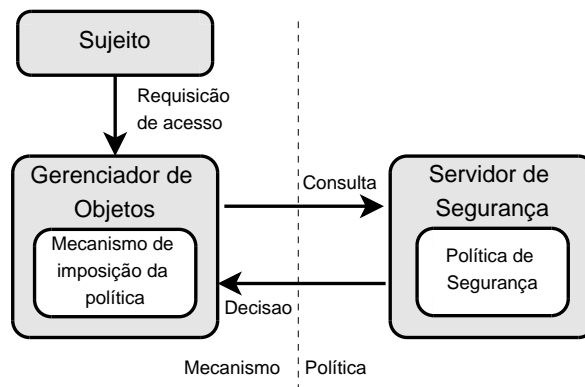 Sujeito
Requisicão
de acesso
Gerenciador de
Objetos
Mecanismo de
imposição da
política
Consulta
Decisao
Servidor de
Segurança
Política de
Segurança
Mecanismo
Política